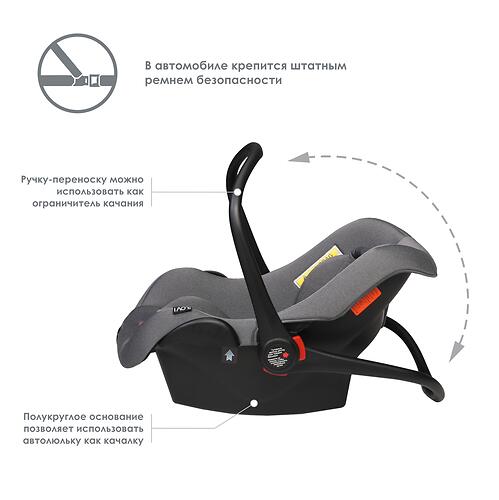 В автомобиле крепится штатным
ремнем безопасности
Ручку-переноску можно
использовать как
ограничитель качания
Полукруглое основание
позволяет использовать
автолюльку как качалку